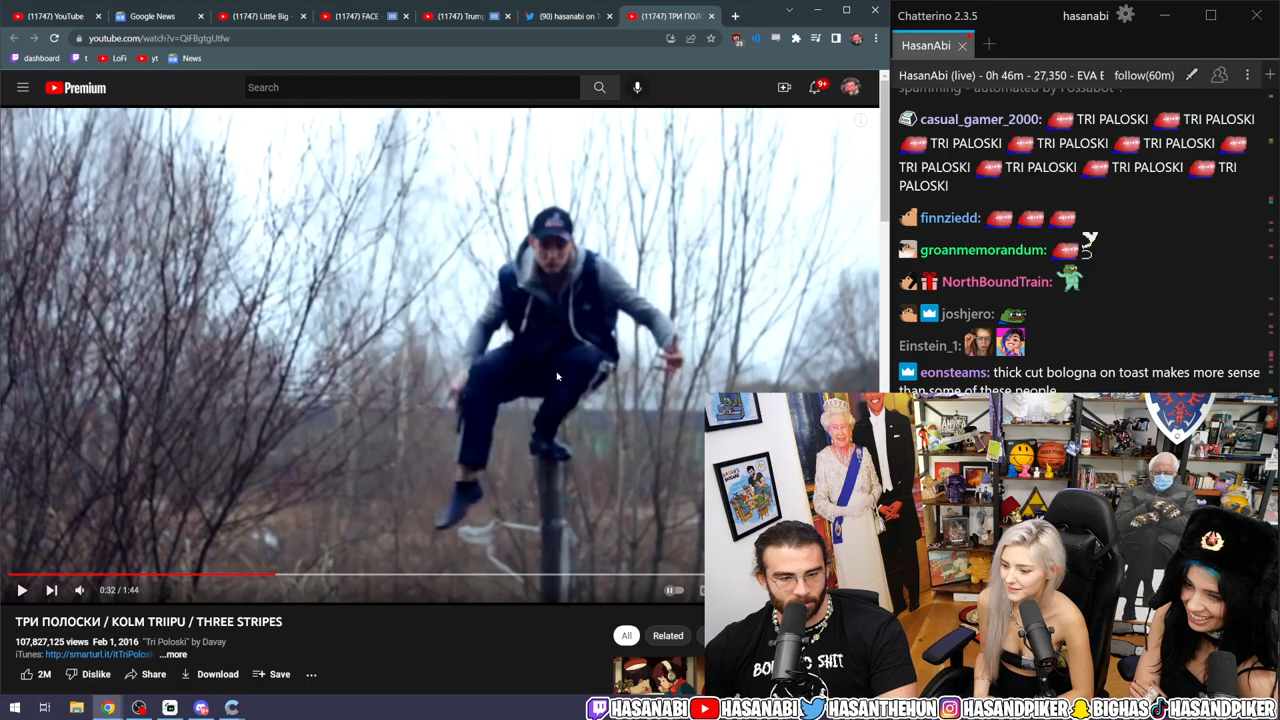 (11747) YouTube
Google News
(11747) Little Big -
(11747) FACE
(11747) Trump
(90) hasanabi on T
(11747) ТРИ ПОЛ
youtube.com/watch?v=QiFBgtgUtfw
dashboard
t
LoFi
yt
News
23
Premium
Search
9+
0:32 / 1:44
ТРИ ПОЛОСКИ / KOLM TRIIPU / THREE STRIPES
107,827,125 views Feb 1, 2016 "Tri Poloski" by Davay
iTunes: http://smarturl.it/itTriPolos
...more
2M
Dislike
Share
Download
Save
All
Related
Chatterino 2.3.5
hasanabi
HasanAbi
HasanAbi (live) - 0h 46m - 27,350 - EVA E
follow(60m)
spamming - automated by Fossabot .
casual_gamer_2000: TRI PALOSKI TRI PALOSKI
TRI PALOSKI TRI PALOSKI TRI PALOSKI
TRI PALOSKI TRI PALOSKI TRI PALOSKI TRI
PALOSKI
finnziedd:
groanmemorandum:
NorthBoundTrain:
joshjero:
Einstein_1:
eonsteams: thick cut bologna on toast makes more sense
than some of these people
HASANABI HASANABI HASANTHEHUN HASANDPIKER BIGHAS HASANDPIKER